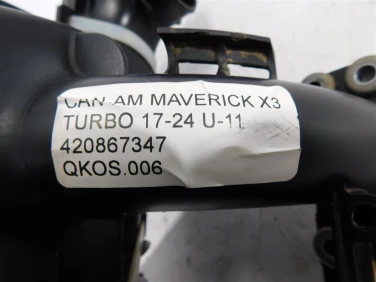 CAN AM MAVERICK X3
TURBO 17-24 U-11
420867347
QKOS.006